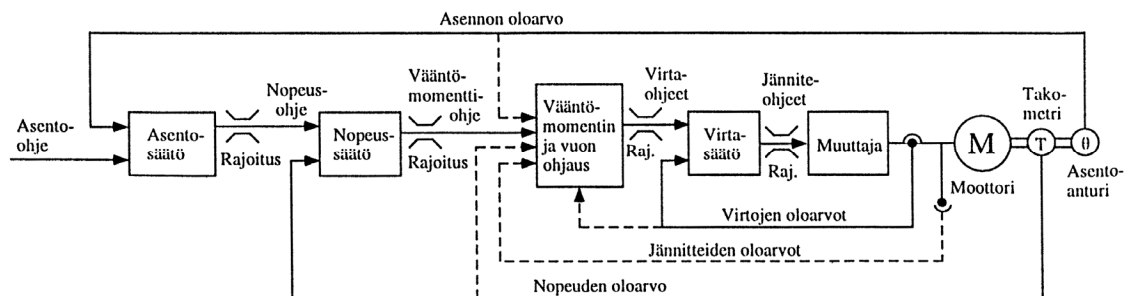 Asennon oloarvo
Asento-
ohje
Asento-
säätö
Nopeus-
ohje
Rajoitus
Nopeus-
säätö
Vääntö-
momentti-
ohje
Rajoitus
Vääntö-
momentin
ja vuon
ohjaus
Virta-
ohjeet
Raj.
Virta-
säätö
Jännite-
ohjeet
Raj.
Muuttaja
M
Moottori
Tako-
metri
T
θ
Asento-
anturi
Virtojen oloarvot
Jännitteiden oloarvot
Nopeuden oloarvo